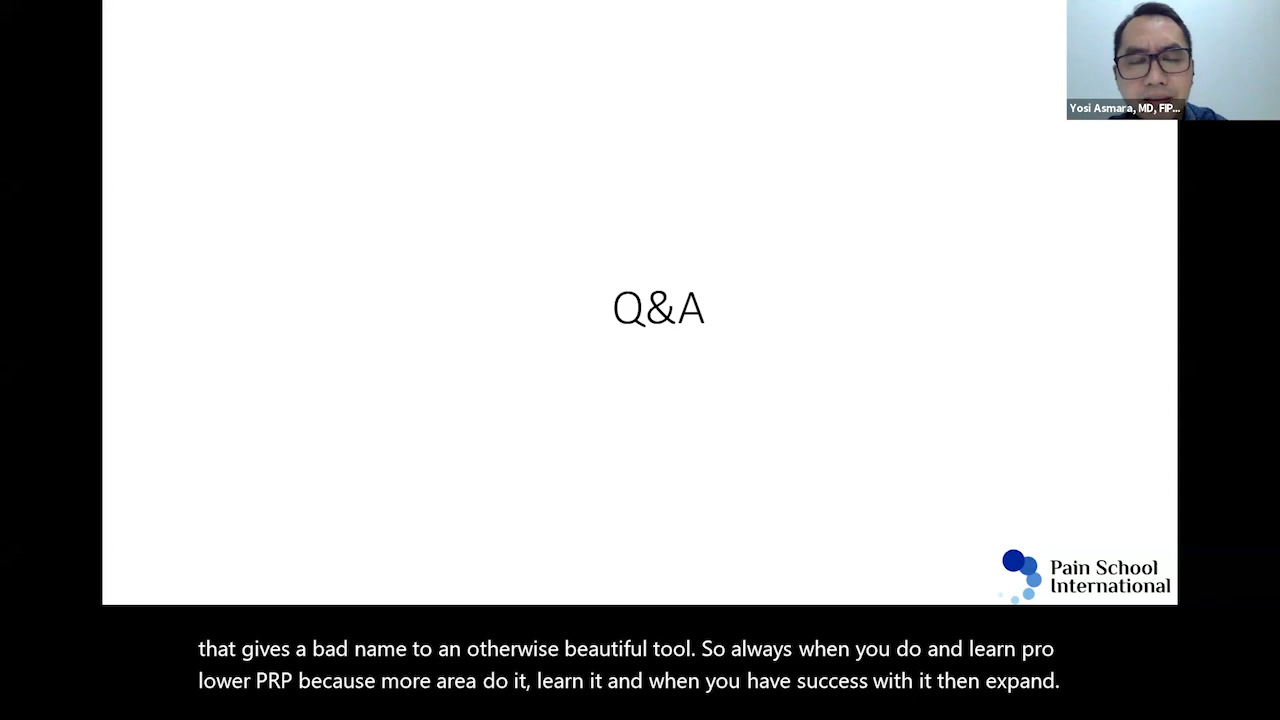 Yosi Asmara, MD, FIP...
Q&A
Pain School
International
that gives a bad name to an otherwise beautiful tool. So always when you do and learn pro
lower PRP because more area do it, learn it and when you have success with it then expand.